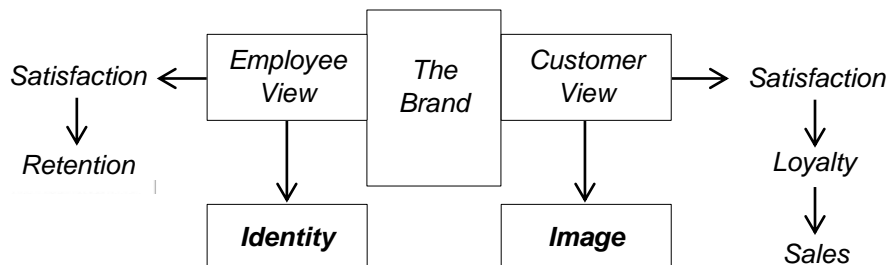 Satisfaction
Retention
Employee
View
Identity
The
Brand
Customer
View
Image
Satisfaction
Loyalty
Sales